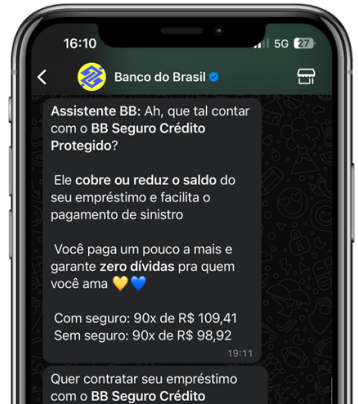 16:10
5G 27
Banco do Brasil
Assistente BB: Ah, que tal contar
com o BB Seguro Crédito
Protegido?
Ele cobre ou reduz o saldo do
seu empréstimo e facilita o
pagamento de sinistro
Você paga um pouco a mais e
garante zero dívidas pra quem
você ama 💛💙
Com seguro: 90x de R$ 109,41
Sem seguro: 90x de R$ 98,92
19:11
Quer contratar seu empréstimo
com o BB Seguro Crédito